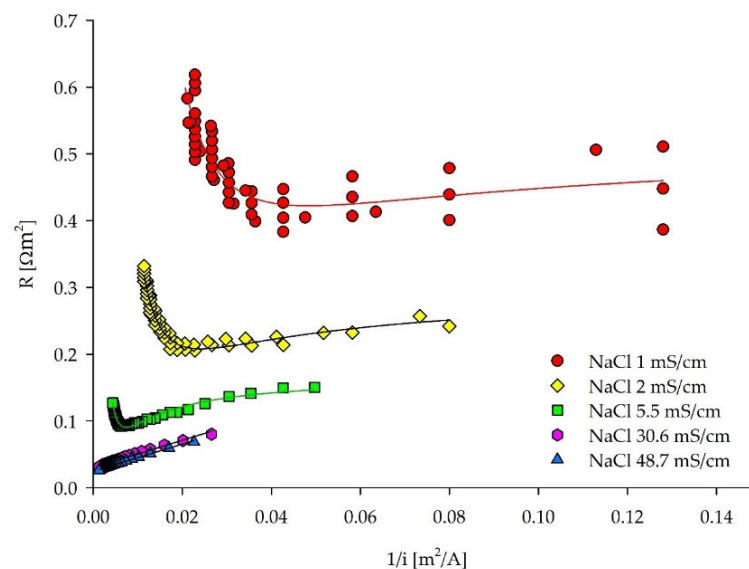 0.7
0.6
0.5
0.4
0.3
0.2
0.1
0.0
R [Ωm²]
NaCl 1 mS/cm
NaCl 2 mS/cm
NaCl 5.5 mS/cm
NaCl 30.6 mS/cm
NaCl 48.7 mS/cm
0.00 0.02 0.04 0.06 0.08 0.10 0.12 0.14
1/i [m²/A]